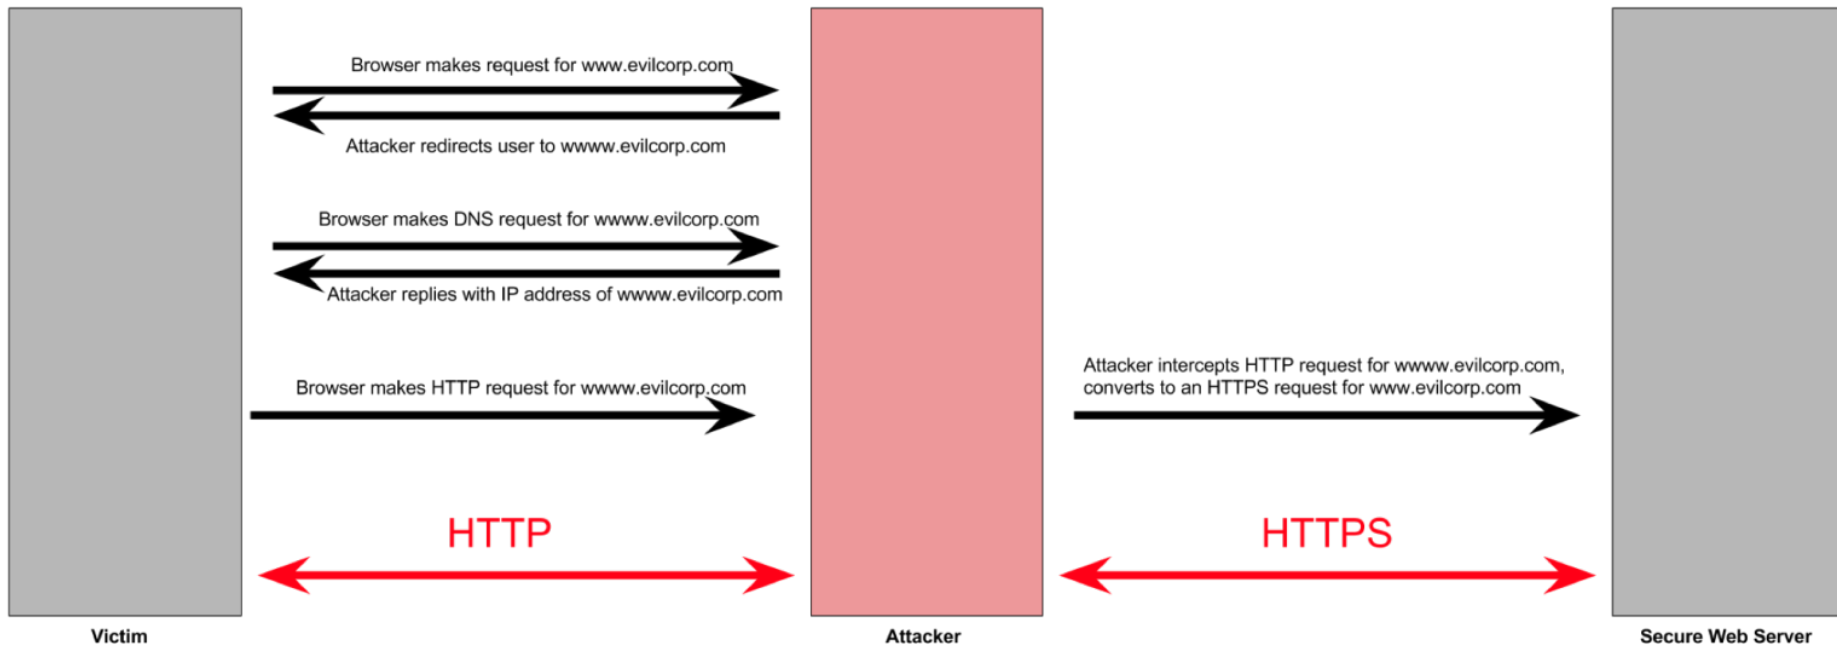 Browser makes request for www.evilcorp.com
Attacker redirects user to wwww.evilcorp.com
Browser makes DNS request for wwww.evilcorp.com
Attacker replies with IP address of wwww.evilcorp.com
Browser makes HTTP request for wwww.evilcorp.com
Attacker intercepts HTTP request for wwww.evilcorp.com,
converts to an HTTPS request for www.evilcorp.com
HTTP
HTTPS
Victim
Attacker
Secure Web Server